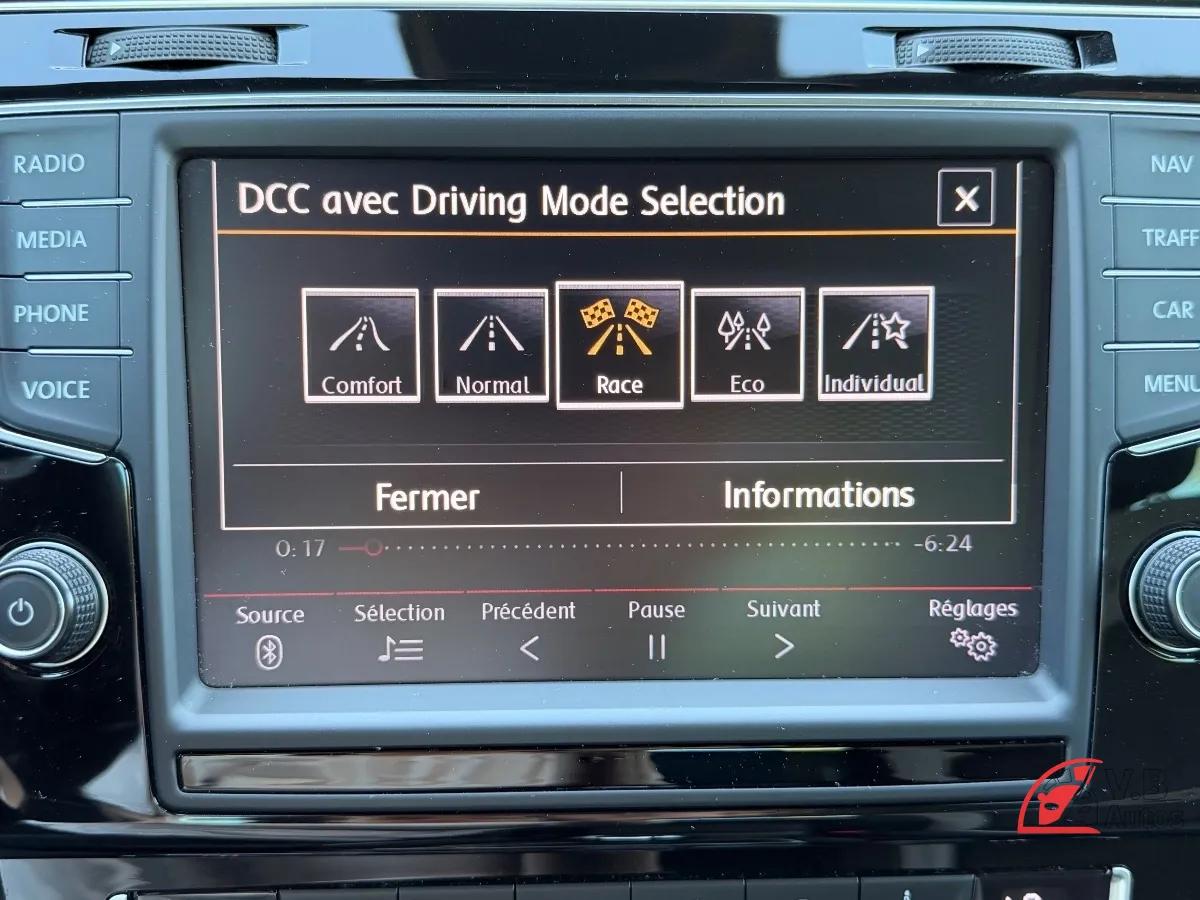 RADIO
MEDIA
PHONE
VOICE
DCC avec Driving Mode Selection
Comfort Normal Race Eco Individual
Fermer Informations
0:17 -6:24
Source Sélection Précédent Pause Suivant Réglages
NAV
TRAFF
CAR
MENU
V.B.
Autos